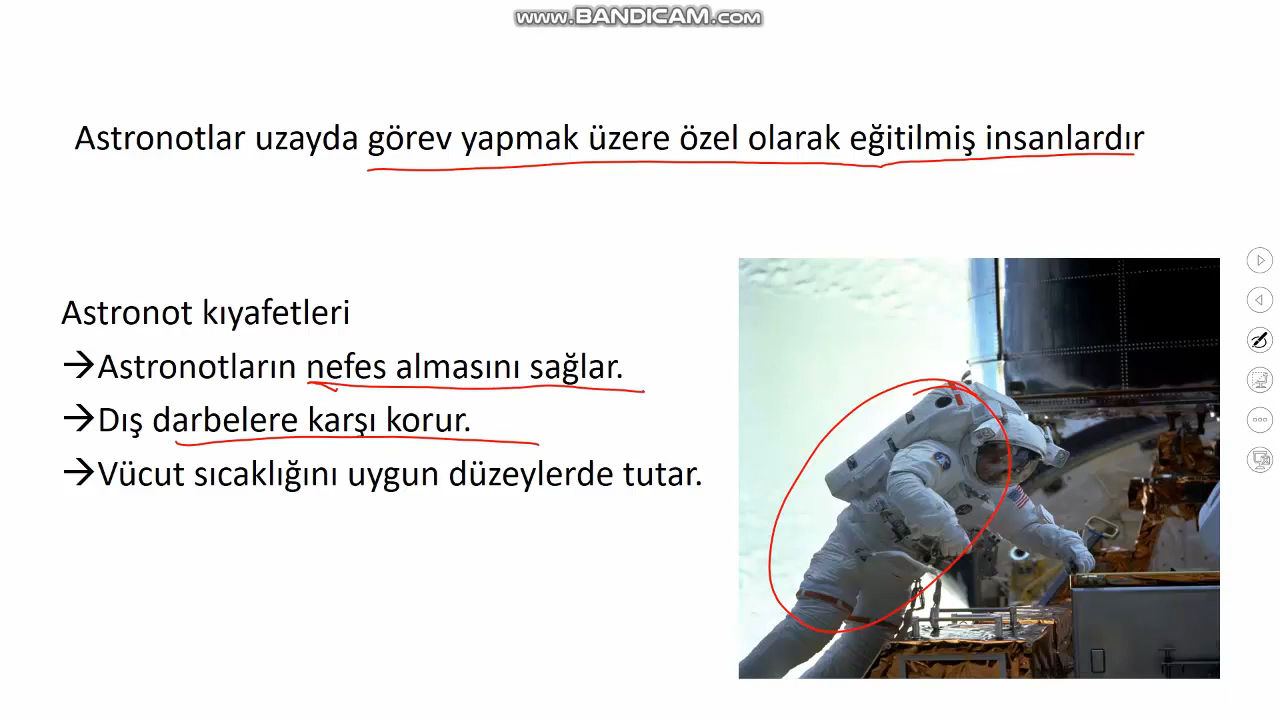 www.BANDICAM.com
Astronotlar uzayda görev yapmak üzere özel olarak eğitilmiş insanlardır
Astronot kıyafetleri
→Astronotların nefes almasını sağlar.
→Dış darbelere karşı korur.
→Vücut sıcaklığını uygun düzeylerde tutar.